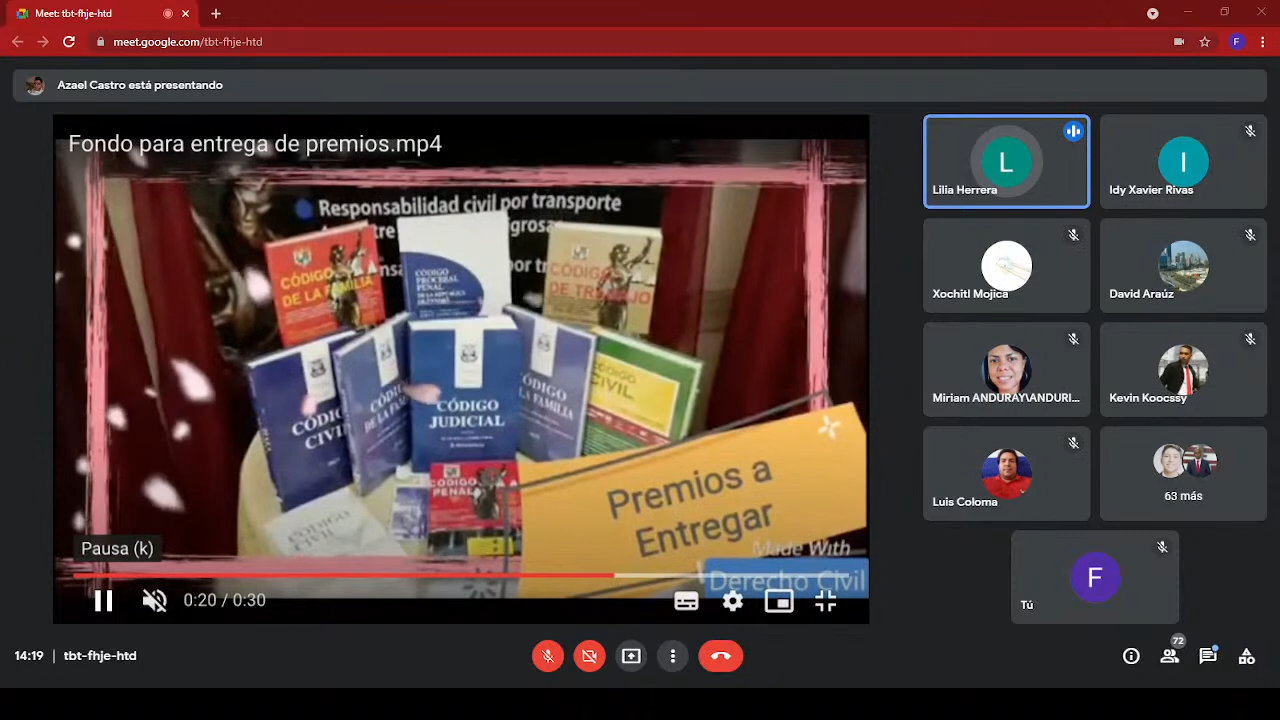 Meet: tbt-fhje-htd
meet.google.com/tbt-fhje-htd
F
Azael Castro está presentando
Fondo para entrega de premios.mp4
Responsabilidad civil por transporte
por
CÓDIGO
DE LA FAMILIA
CÓDIGO
PROCESAL
PENAL
DE LA REPÚBLICA
CÓDIGO
DE TRABAJO
CÓDIGO
CIVIL
CÓDIGO
JUDICIAL
CÓDIGO
FAMILIA
CÓDIGO
CIVIL
CÓDIGO
PENAL
CÓDIGO
CIVIL
Premios a
Entregar
Made With
Derecho Civil
Pausa (k)
0:20 / 0:30
L
Lilia Herrera
I
Idy Xavier Rivas
Xochitl Mojica
David Araúz
Miriam ANDURAY\ANDURI...
Kevin Koocssy
Luis Coloma
63 más
F
Tú
14:19 | tbt-fhje-htd
72